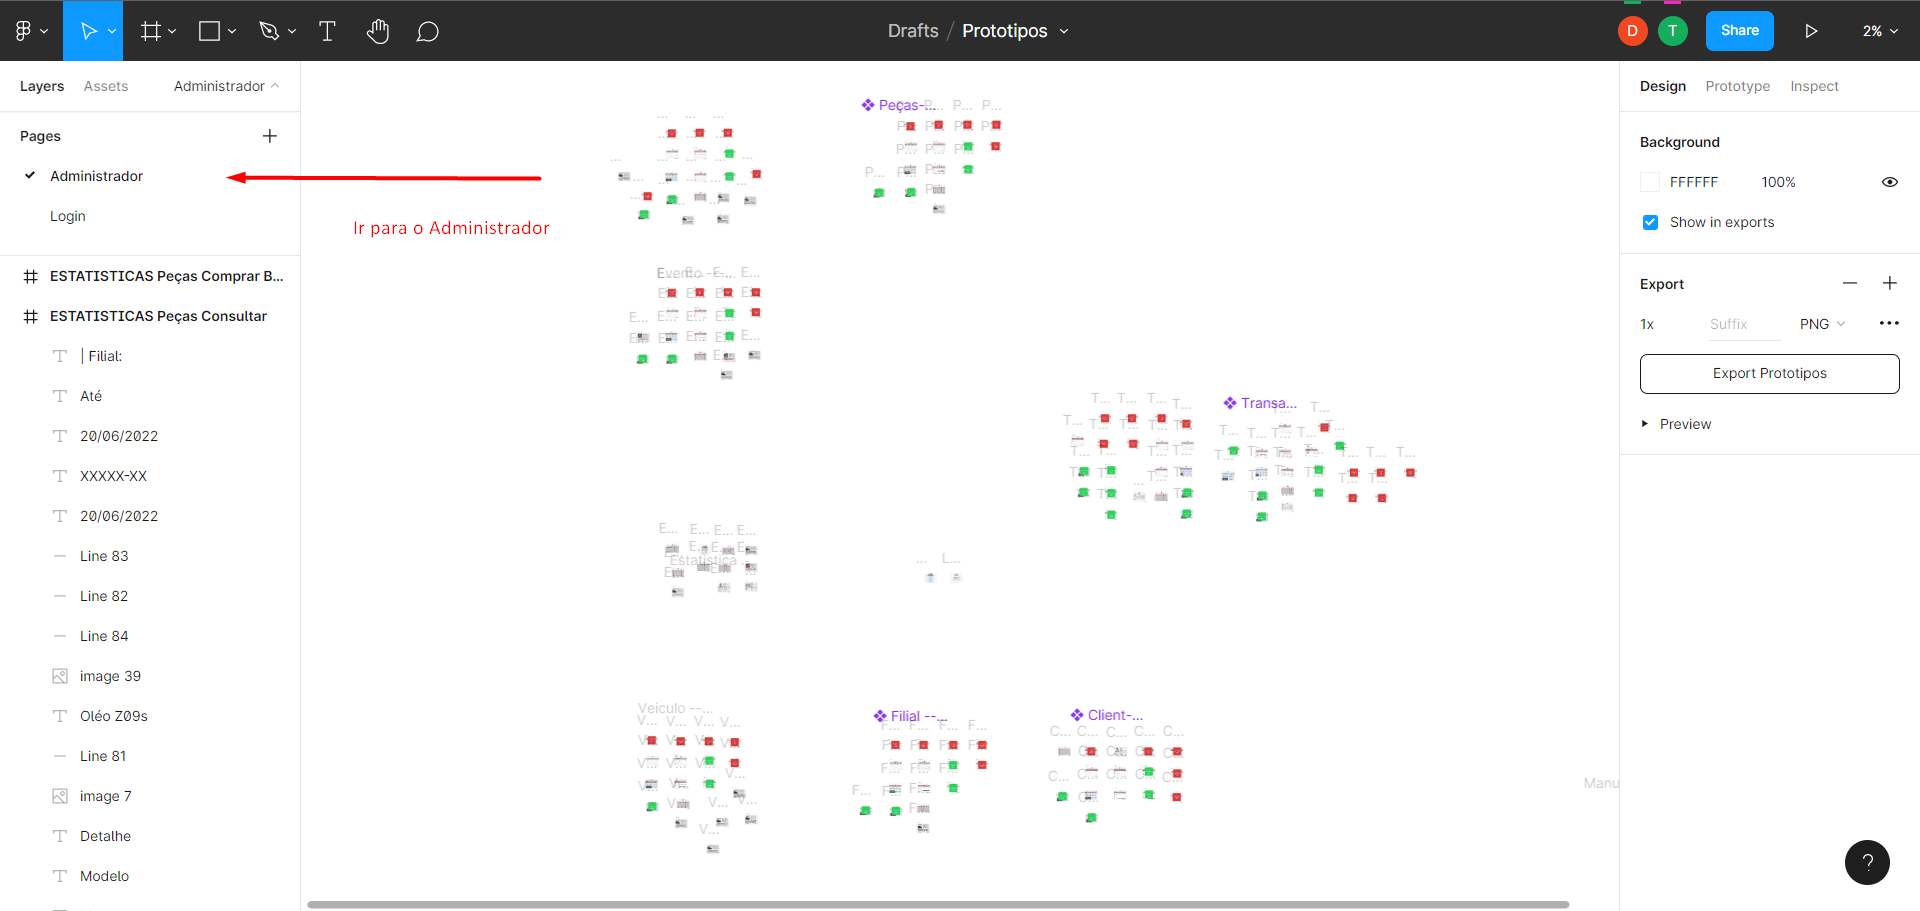 Drafts / Prototipos
D
T
Share
2%
Layers
Assets
Administrador
Pages
Administrador
Login
ESTATISTICAS Peças Comprar B...
ESTATISTICAS Peças Consultar
| Filial:
Até
20/06/2022
XXXXX-XX
20/06/2022
Line 83
Line 82
Line 84
image 39
Oléo Z09s
Line 81
image 7
Detalhe
Modelo
Ir para o Administrador
Peças-...
Evento --...
Transa...
Estatistica
Veiculo --...
Filial --...
Client-...
Manu
Design
Prototype
Inspect
Background
FFFFFF
100%
Show in exports
Export
1x
Suffix
PNG
Export Prototipos
Preview
?